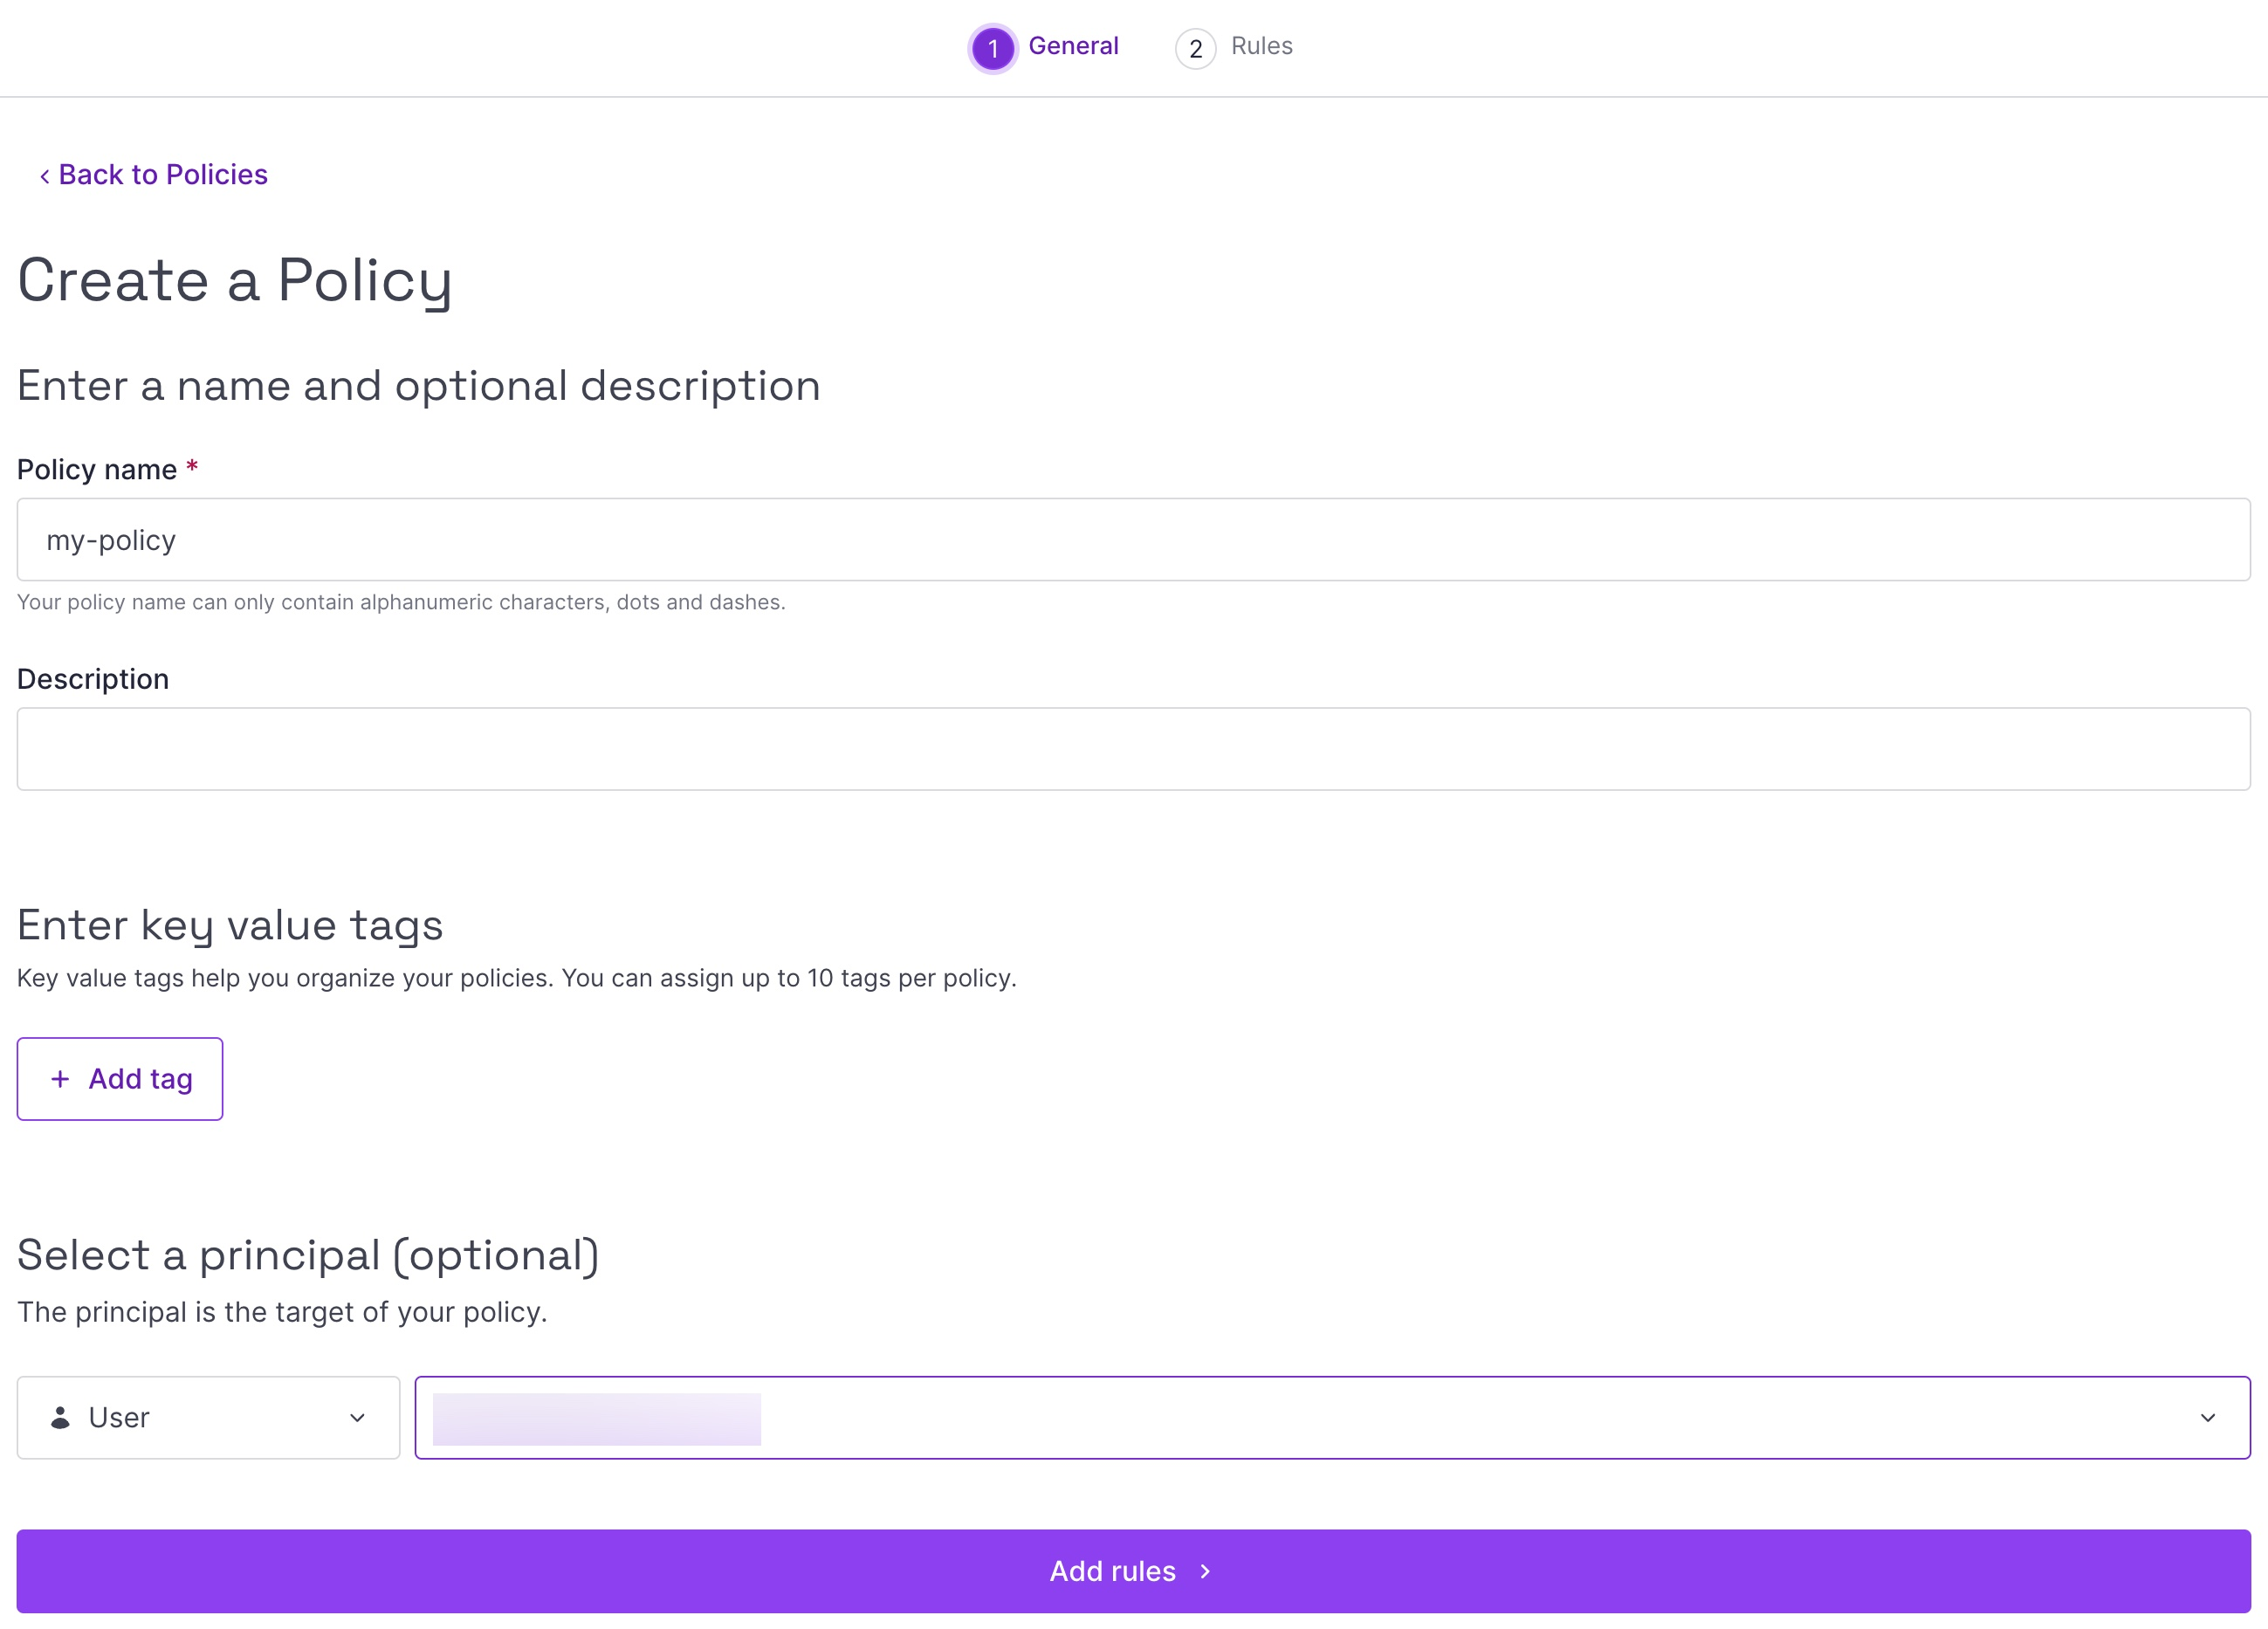 1 General 2 Rules
Back to Policies
Create a Policy
Enter a name and optional description
Policy name *
my-policy
Your policy name can only contain alphanumeric characters, dots and dashes.
Description
Enter key value tags
Key value tags help you organize your policies. You can assign up to 10 tags per policy.
+ Add tag
Select a principal (optional)
The principal is the target of your policy.
User
Add rules